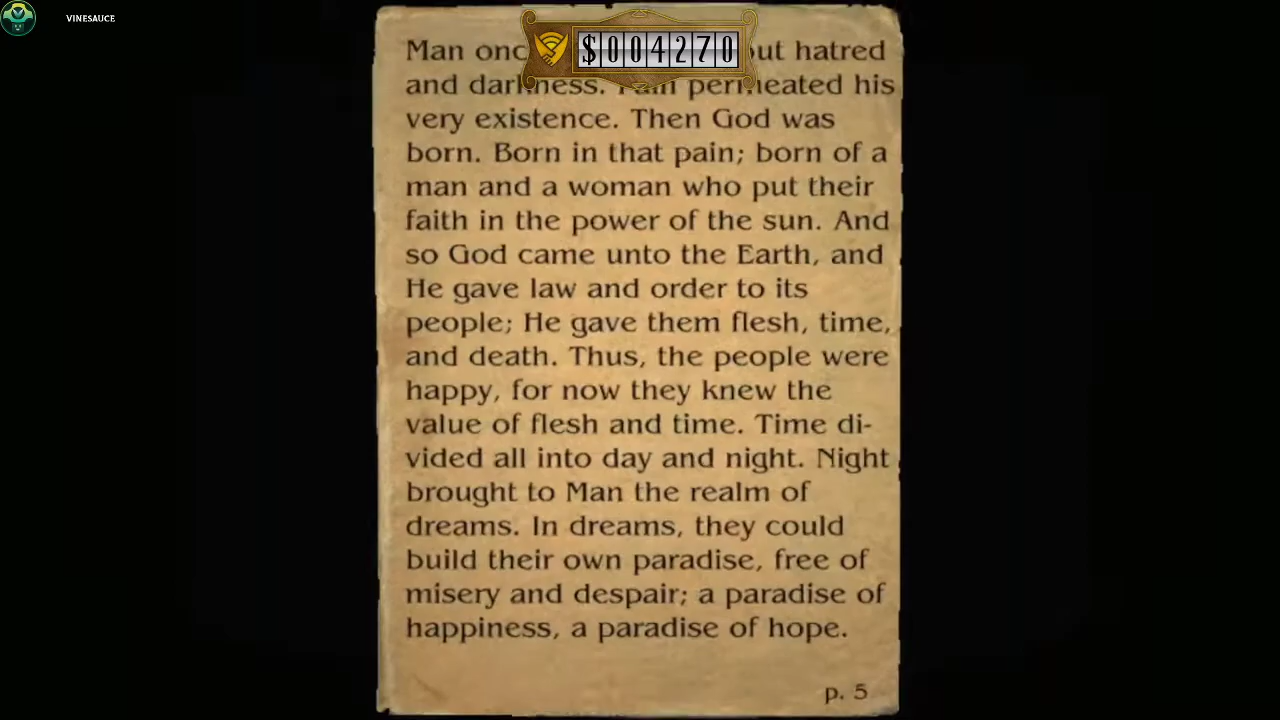 VINESAUCE
$004270
Man onc ut hatred
and darkness. Pain permeated his
very existence. Then God was
born. Born in that pain; born of a
man and a woman who put their
faith in the power of the sun. And
so God came unto the Earth, and
He gave law and order to its
people; He gave them flesh, time,
and death. Thus, the people were
happy, for now they knew the
value of flesh and time. Time di-
vided all into day and night. Night
brought to Man the realm of
dreams. In dreams, they could
build their own paradise, free of
misery and despair; a paradise of
happiness, a paradise of hope.
p. 5